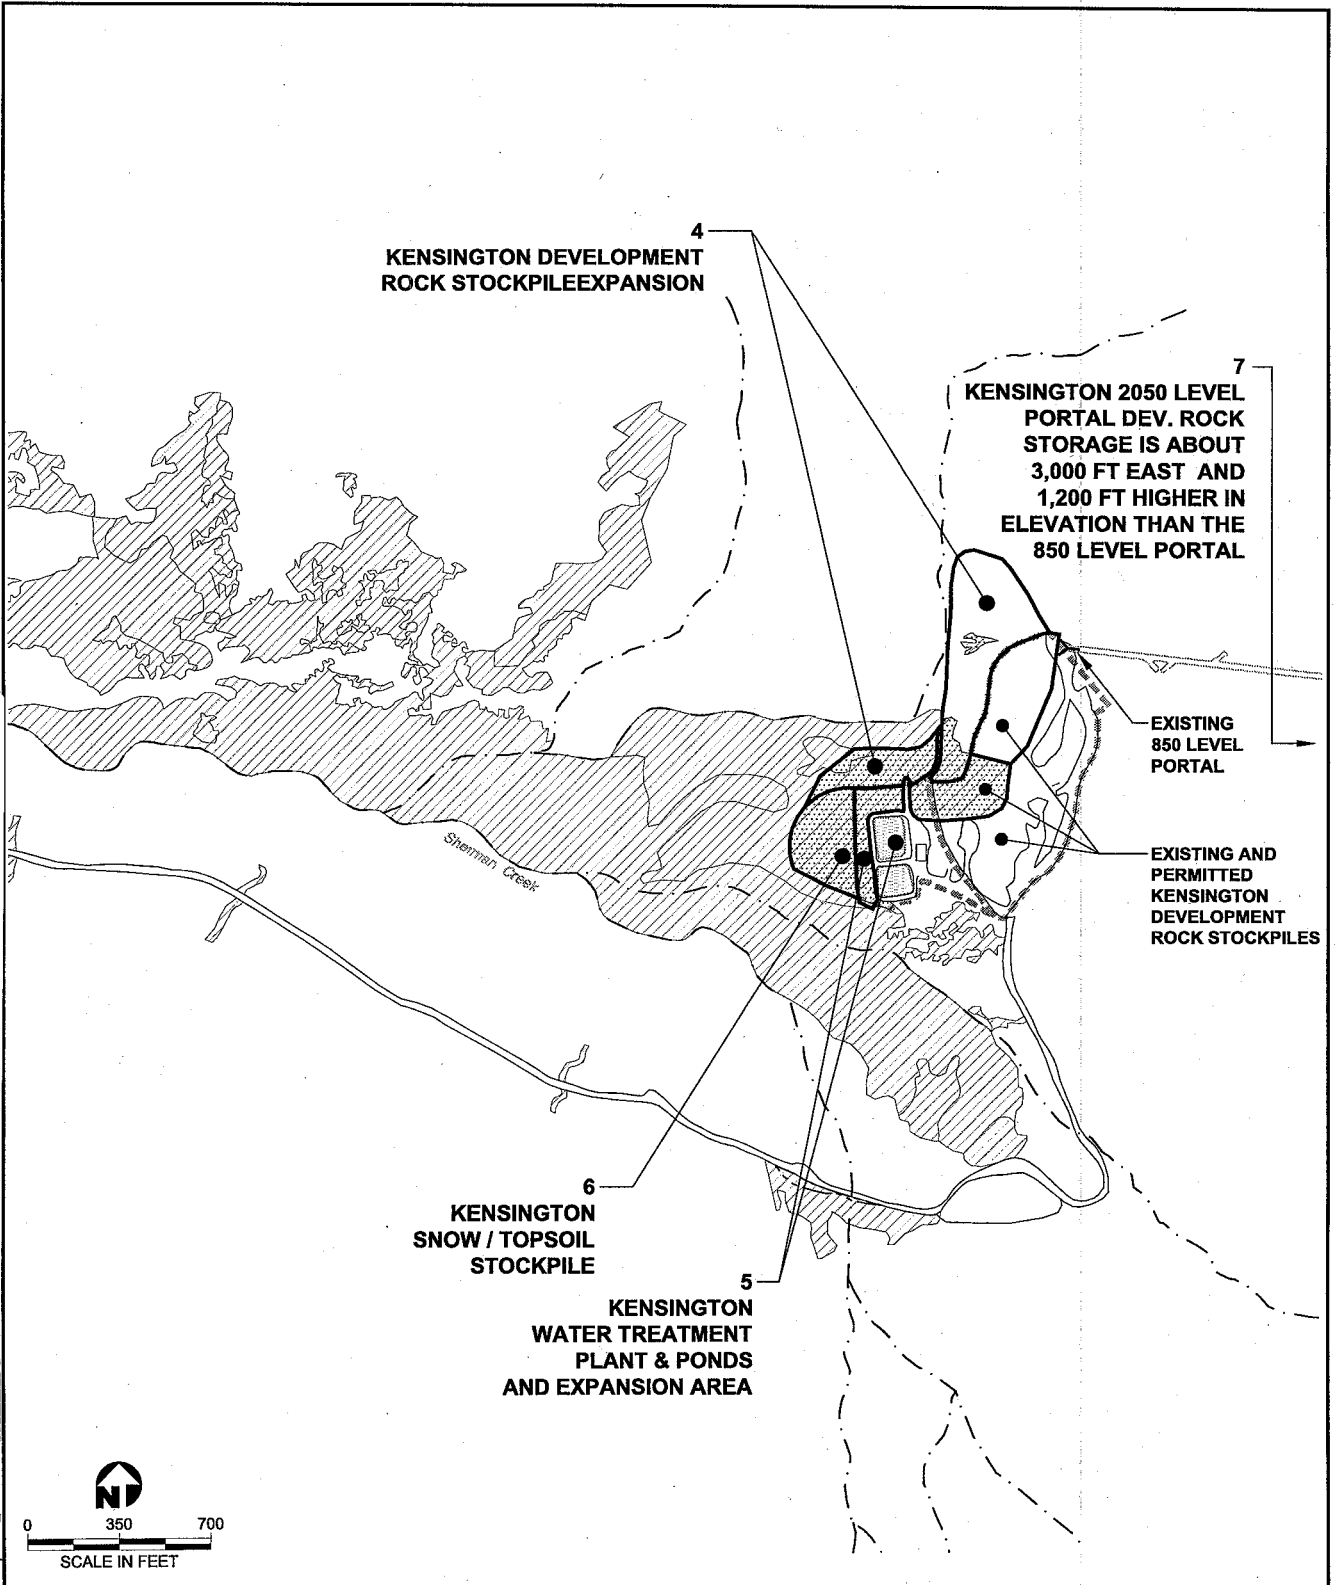 4
KENSINGTON DEVELOPMENT
ROCK STOCKPILEEXPANSION
7
KENSINGTON 2050 LEVEL
PORTAL DEV. ROCK
STORAGE IS ABOUT
3,000 FT EAST AND
1,200 FT HIGHER IN
ELEVATION THAN THE
850 LEVEL PORTAL
EXISTING
850 LEVEL
PORTAL
EXISTING AND
PERMITTED
KENSINGTON
DEVELOPMENT
ROCK STOCKPILES
Sherman Creek
6
KENSINGTON
SNOW / TOPSOIL
STOCKPILE
5
KENSINGTON
WATER TREATMENT
PLANT & PONDS
AND EXPANSION AREA
N
0 350 700
SCALE IN FEET